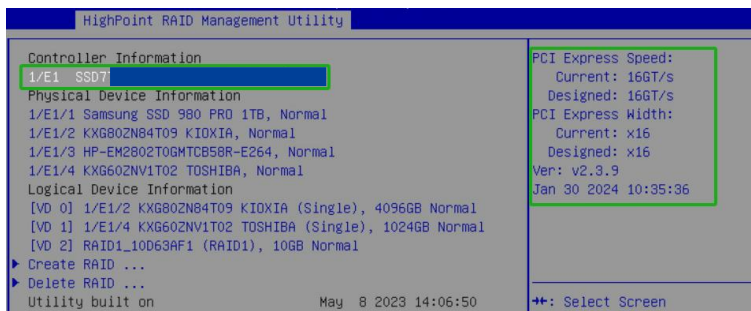 HighPoint RAID Management Utility
Controller Information
1/E1 SSD7
Physical Device Information
1/E1/1 Samsung SSD 980 PRO 1TB, Normal
1/E1/2 KXG80ZN84T09 KIOXIA, Normal
1/E1/3 HP-EM2802T0GMTCB58R-E264, Normal
1/E1/4 KXG60ZNV1T02 TOSHIBA, Normal
Logical Device Information
[VD 0] 1/E1/2 KXG80ZN84T09 KIOXIA (Single), 4096GB Normal
[VD 1] 1/E1/4 KXG60ZNV1T02 TOSHIBA (Single), 1024GB Normal
[VD 2] RAID1_10D63AF1 (RAID1), 10GB Normal
Create RAID ...
Delete RAID ...
Utility built on May 8 2023 14:06:50
PCI Express Speed:
Current: 16GT/s
Designed: 16GT/s
PCI Express Width:
Current: x16
Designed: x16
Ver: v2.3.9
Jan 30 2024 10:35:36
→←: Select Screen